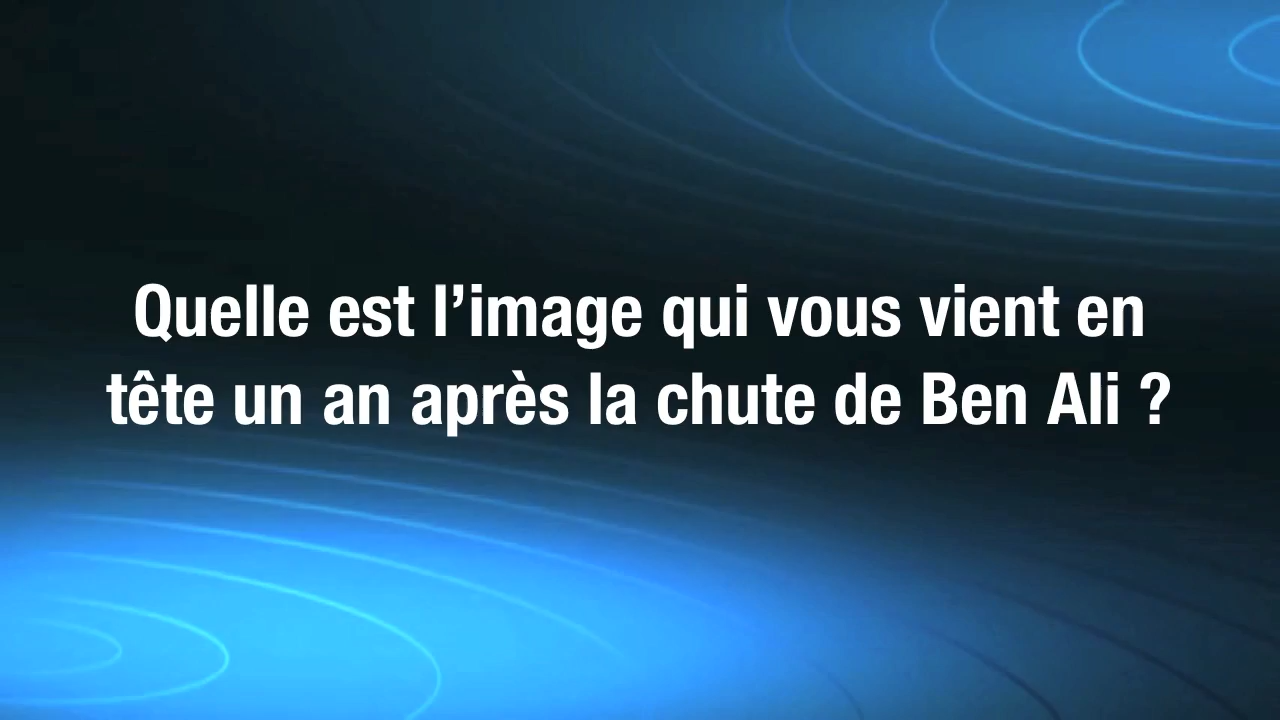 Quelle est l’image qui vous vient en
tête un an après la chute de Ben Ali ?